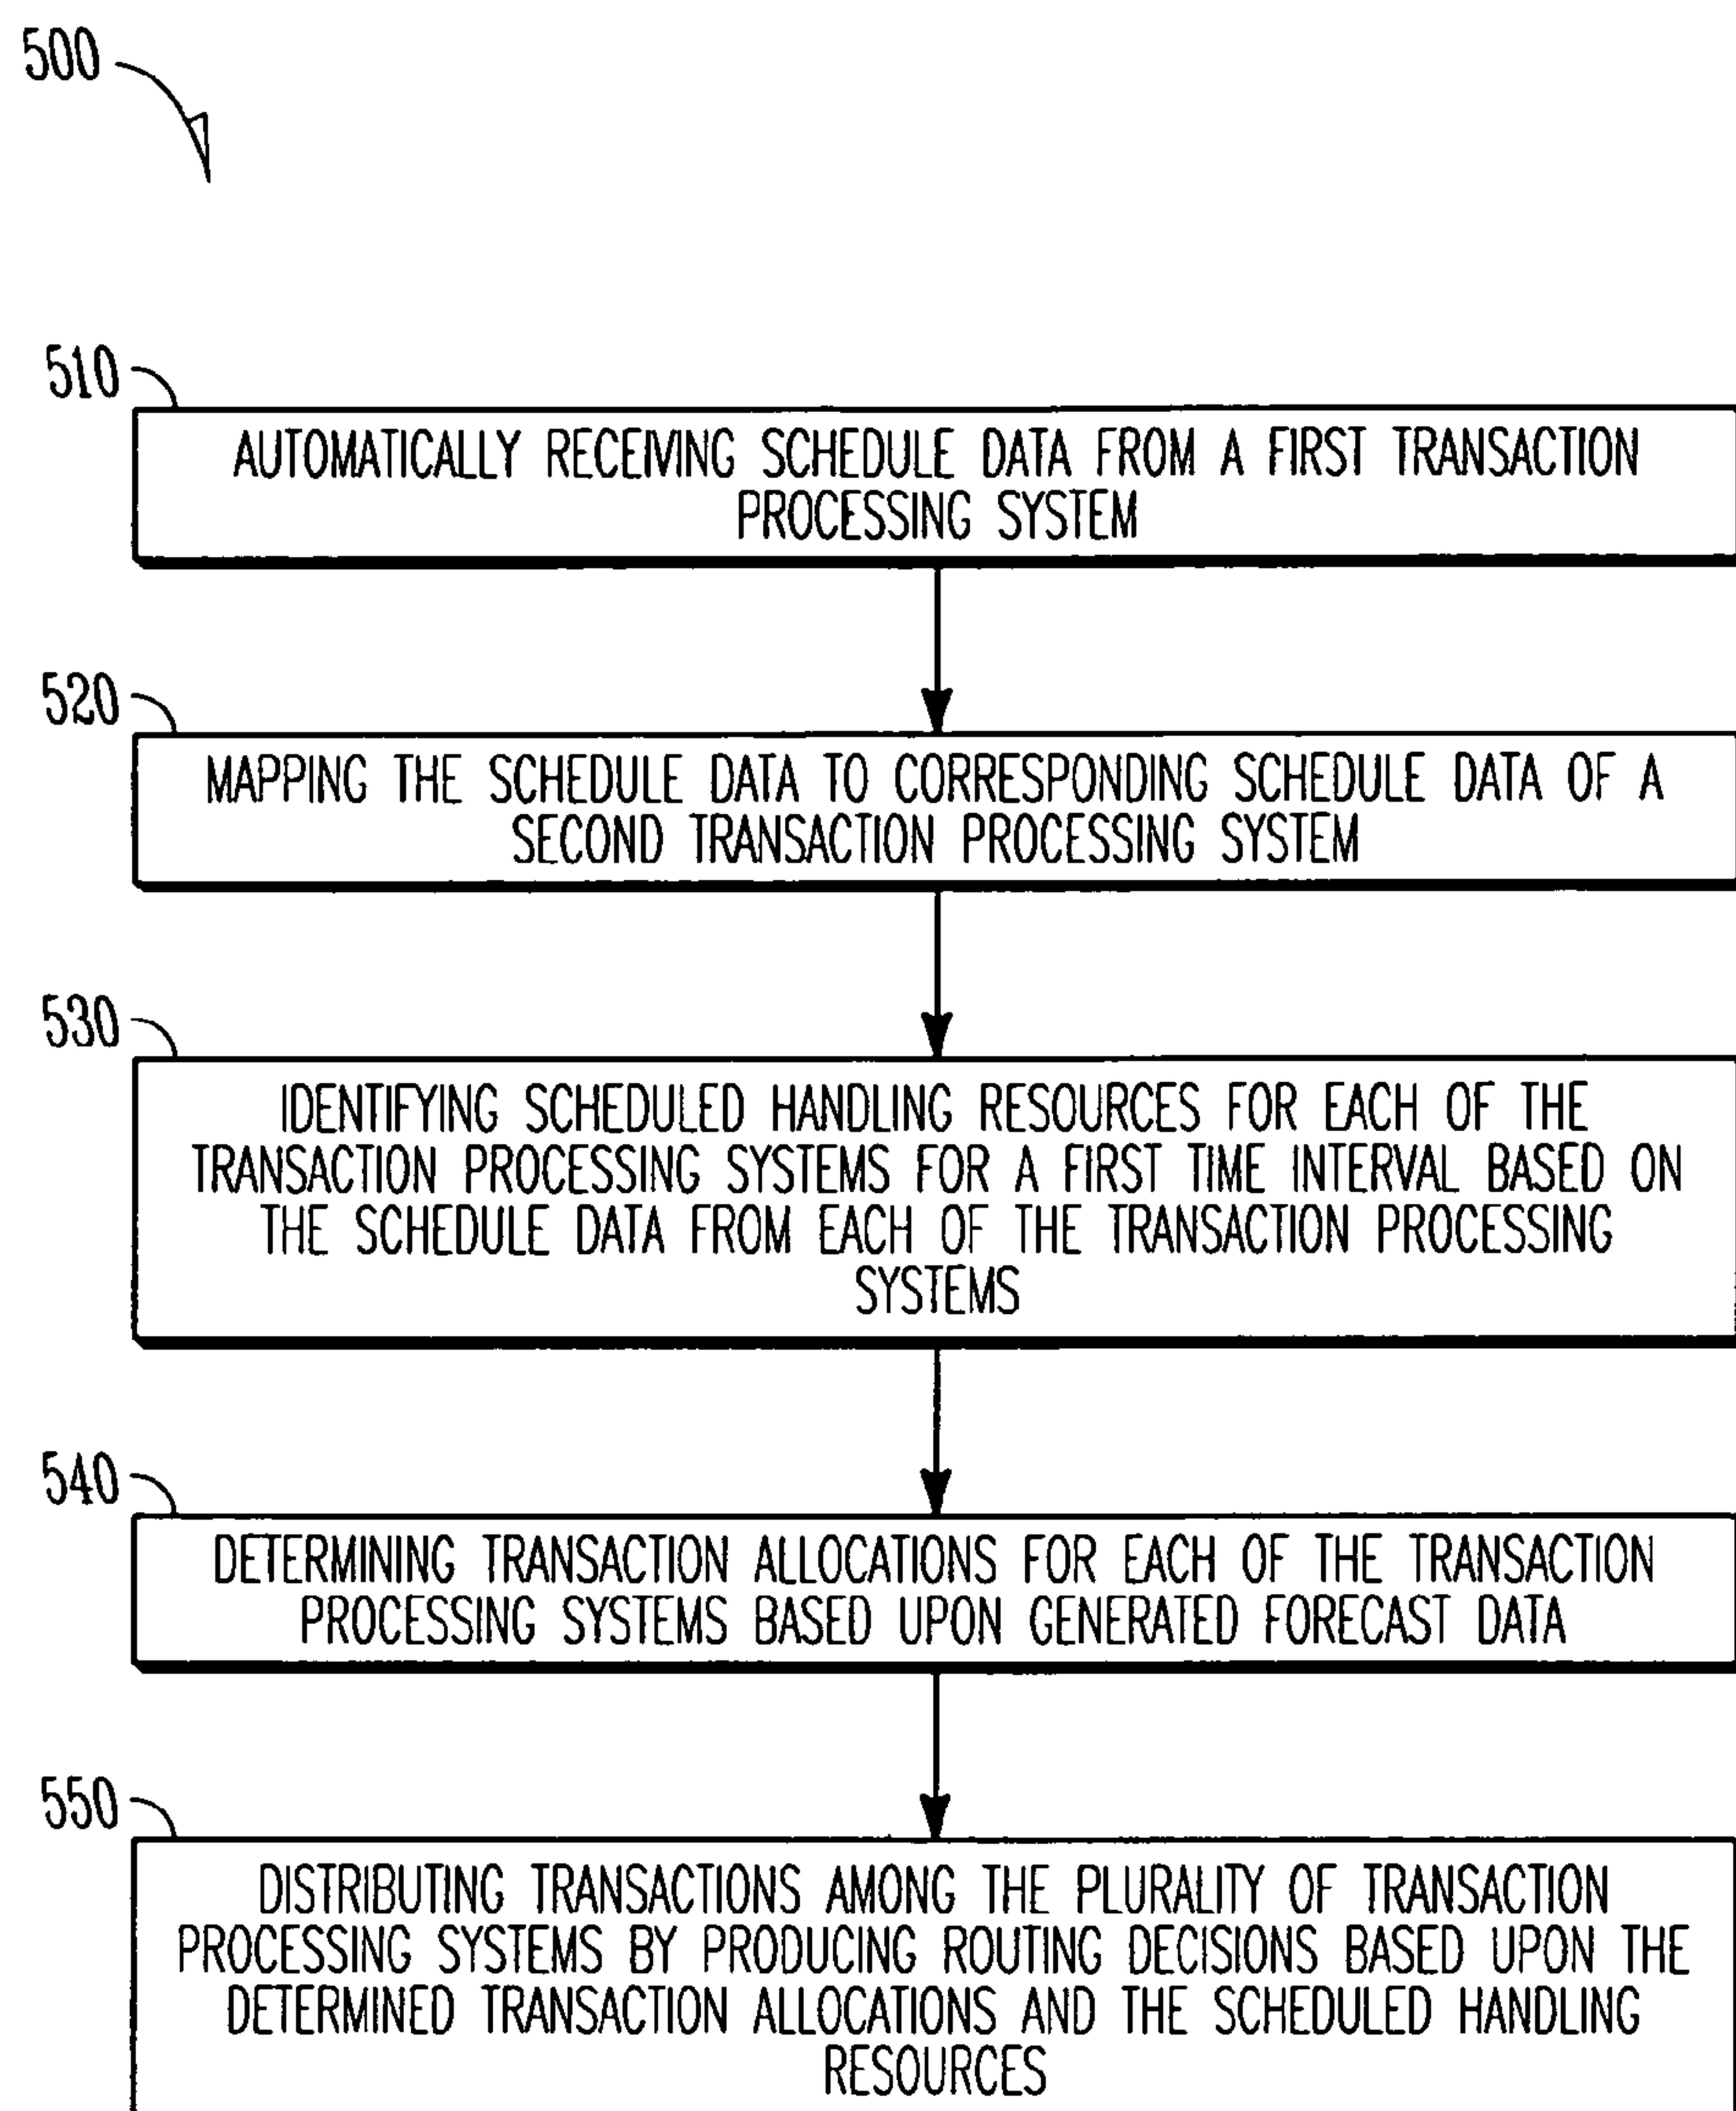 500
510
AUTOMATICALLY RECEIVING SCHEDULE DATA FROM A FIRST TRANSACTION
PROCESSING SYSTEM
520
MAPPING THE SCHEDULE DATA TO CORRESPONDING SCHEDULE DATA OF A
SECOND TRANSACTION PROCESSING SYSTEM
530
IDENTIFYING SCHEDULED HANDLING RESOURCES FOR EACH OF THE
TRANSACTION PROCESSING SYSTEMS FOR A FIRST TIME INTERVAL BASED ON
THE SCHEDULE DATA FROM EACH OF THE TRANSACTION PROCESSING
SYSTEMS
540
DETERMINING TRANSACTION ALLOCATIONS FOR EACH OF THE TRANSACTION
PROCESSING SYSTEMS BASED UPON GENERATED FORECAST DATA
550
DISTRIBUTING TRANSACTIONS AMONG THE PLURALITY OF TRANSACTION
PROCESSING SYSTEMS BY PRODUCING ROUTING DECISIONS BASED UPON THE
DETERMINED TRANSACTION ALLOCATIONS AND THE SCHEDULED HANDLING
RESOURCES